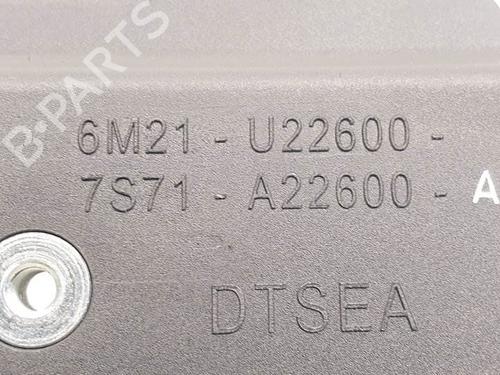 B-PARTS
6M21 - U22600 -
7S71 - A22600 - A
DTSEA